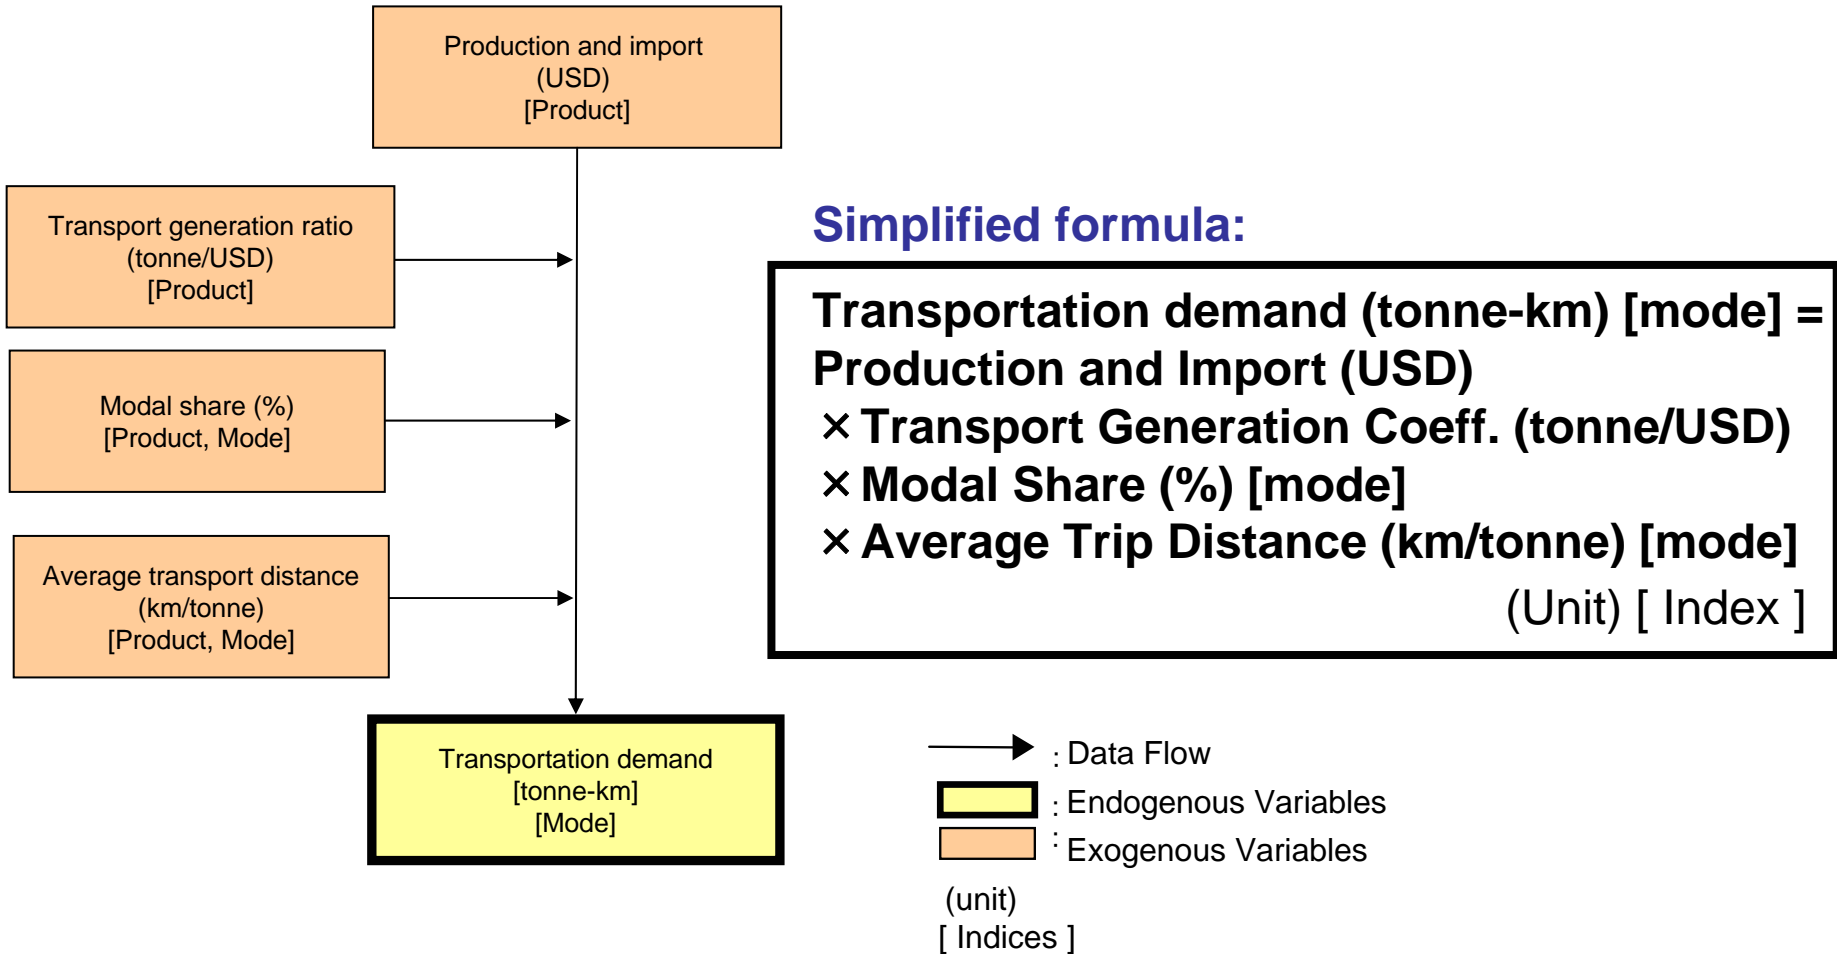 Production and import
(USD)
[Product]
Transport generation ratio
(tonne/USD)
[Product]
Modal share (%)
[Product, Mode]
Average transport distance
(km/tonne)
[Product, Mode]
Transportation demand
[tonne-km]
[Mode]
Simplified formula:
Transportation demand (tonne-km) [mode] =
Production and Import (USD)
× Transport Generation Coeff. (tonne/USD)
× Modal Share (%) [mode]
× Average Trip Distance (km/tonne) [mode]
(Unit) [ Index ]
: Data Flow
: Endogenous Variables
: Exogenous Variables
(unit)
[ Indices ]